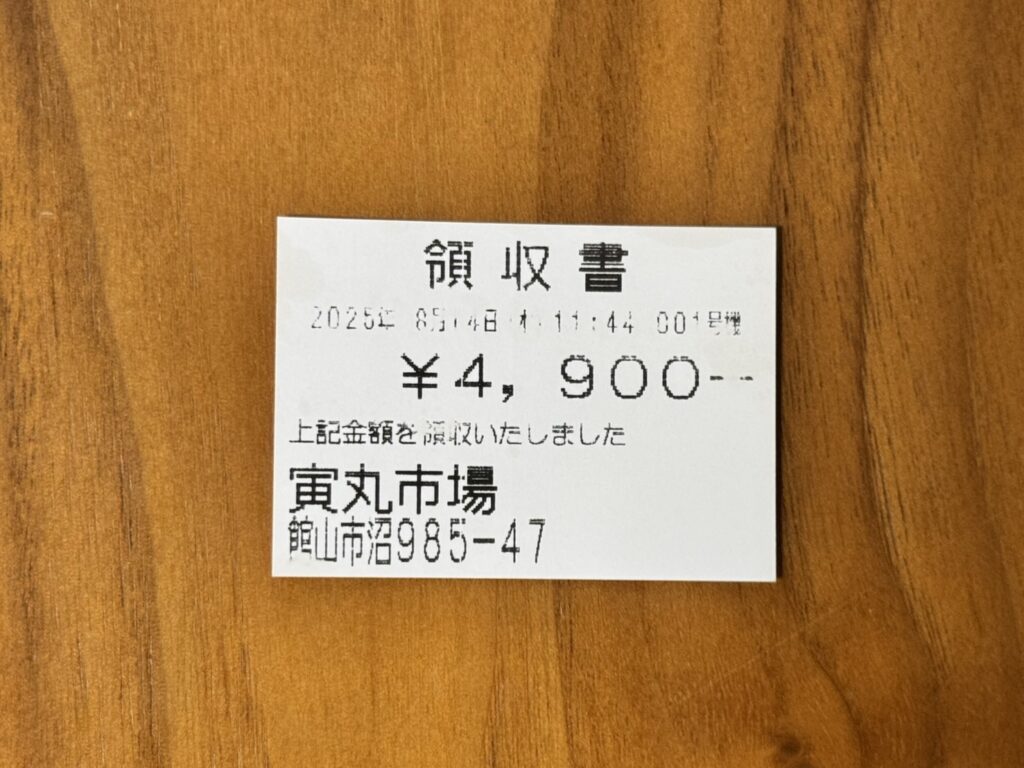 領収書
2025年 8月14日(木)11:44 001号機
¥4,900--
上記金額を領収いたしました
寅丸市場
館山市沼985-47